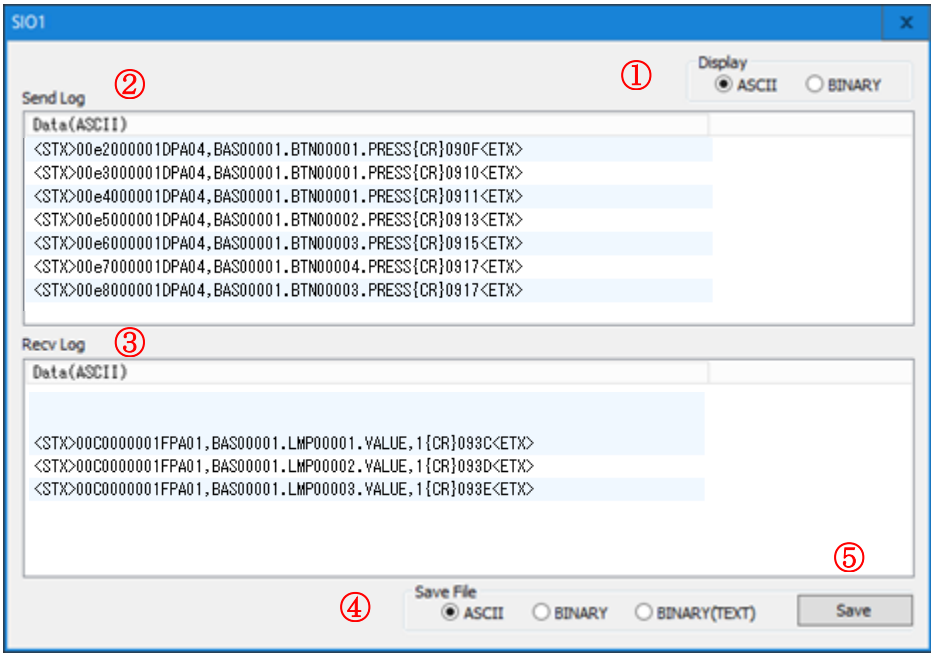 SIO1
①
Display
ASCII
BINARY
②
Send Log
Data(ASCII)
<STX>00e2000001DPA04,BAS00001.BTN00001.PRESS{CR}090F<ETX>
<STX>00e3000001DPA04,BAS00001.BTN00001.PRESS{CR}0910<ETX>
<STX>00e4000001DPA04,BAS00001.BTN00001.PRESS{CR}0911<ETX>
<STX>00e5000001DPA04,BAS00001.BTN00002.PRESS{CR}0913<ETX>
<STX>00e6000001DPA04,BAS00001.BTN00003.PRESS{CR}0915<ETX>
<STX>00e7000001DPA04,BAS00001.BTN00004.PRESS{CR}0917<ETX>
<STX>00e8000001DPA04,BAS00001.BTN00003.PRESS{CR}0917<ETX>
Recv Log
③
Data(ASCII)
<STX>00C0000001FPA01,BAS00001.LMP00001.VALUE,1{CR}093C<ETX>
<STX>00C0000001FPA01,BAS00001.LMP00002.VALUE,1{CR}093D<ETX>
<STX>00C0000001FPA01,BAS00001.LMP00003.VALUE,1{CR}093E<ETX>
④
Save File
ASCII
BINARY
BINARY(TEXT)
⑤
Save